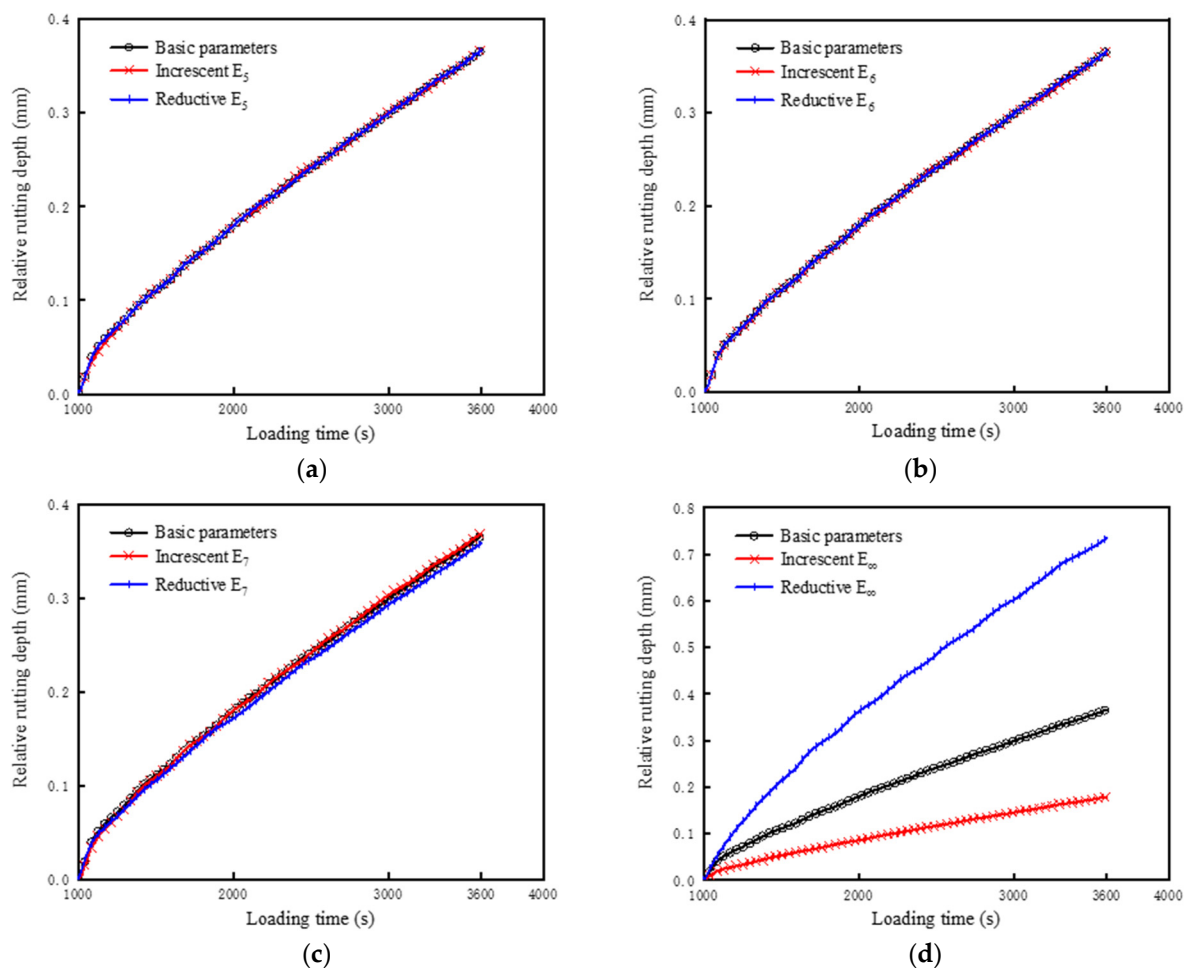 0.4
0.3
0.2
0.1
0.0
Relative rutting depth (mm)
Basic parameters
Increscent E5
Reductive E5
1000 2000 3000 3600 4000
Loading time (s)
(a)
0.4
0.3
0.2
0.1
0.0
Relative rutting depth (mm)
Basic parameters
Increscent E6
Reductive E6
1000 2000 3000 3600 4000
Loading time (s)
(b)
0.4
0.3
0.2
0.1
0.0
Relative rutting depth (mm)
Basic parameters
Increscent E7
Reductive E7
1000 2000 3000 3600 4000
Loading time (s)
(c)
0.8
0.7
0.6
0.5
0.4
0.3
0.2
0.1
0.0
Relative rutting depth (mm)
Basic parameters
Increscent E∞
Reductive E∞
1000 2000 3000 3600 4000
Loading time (s)
(d)